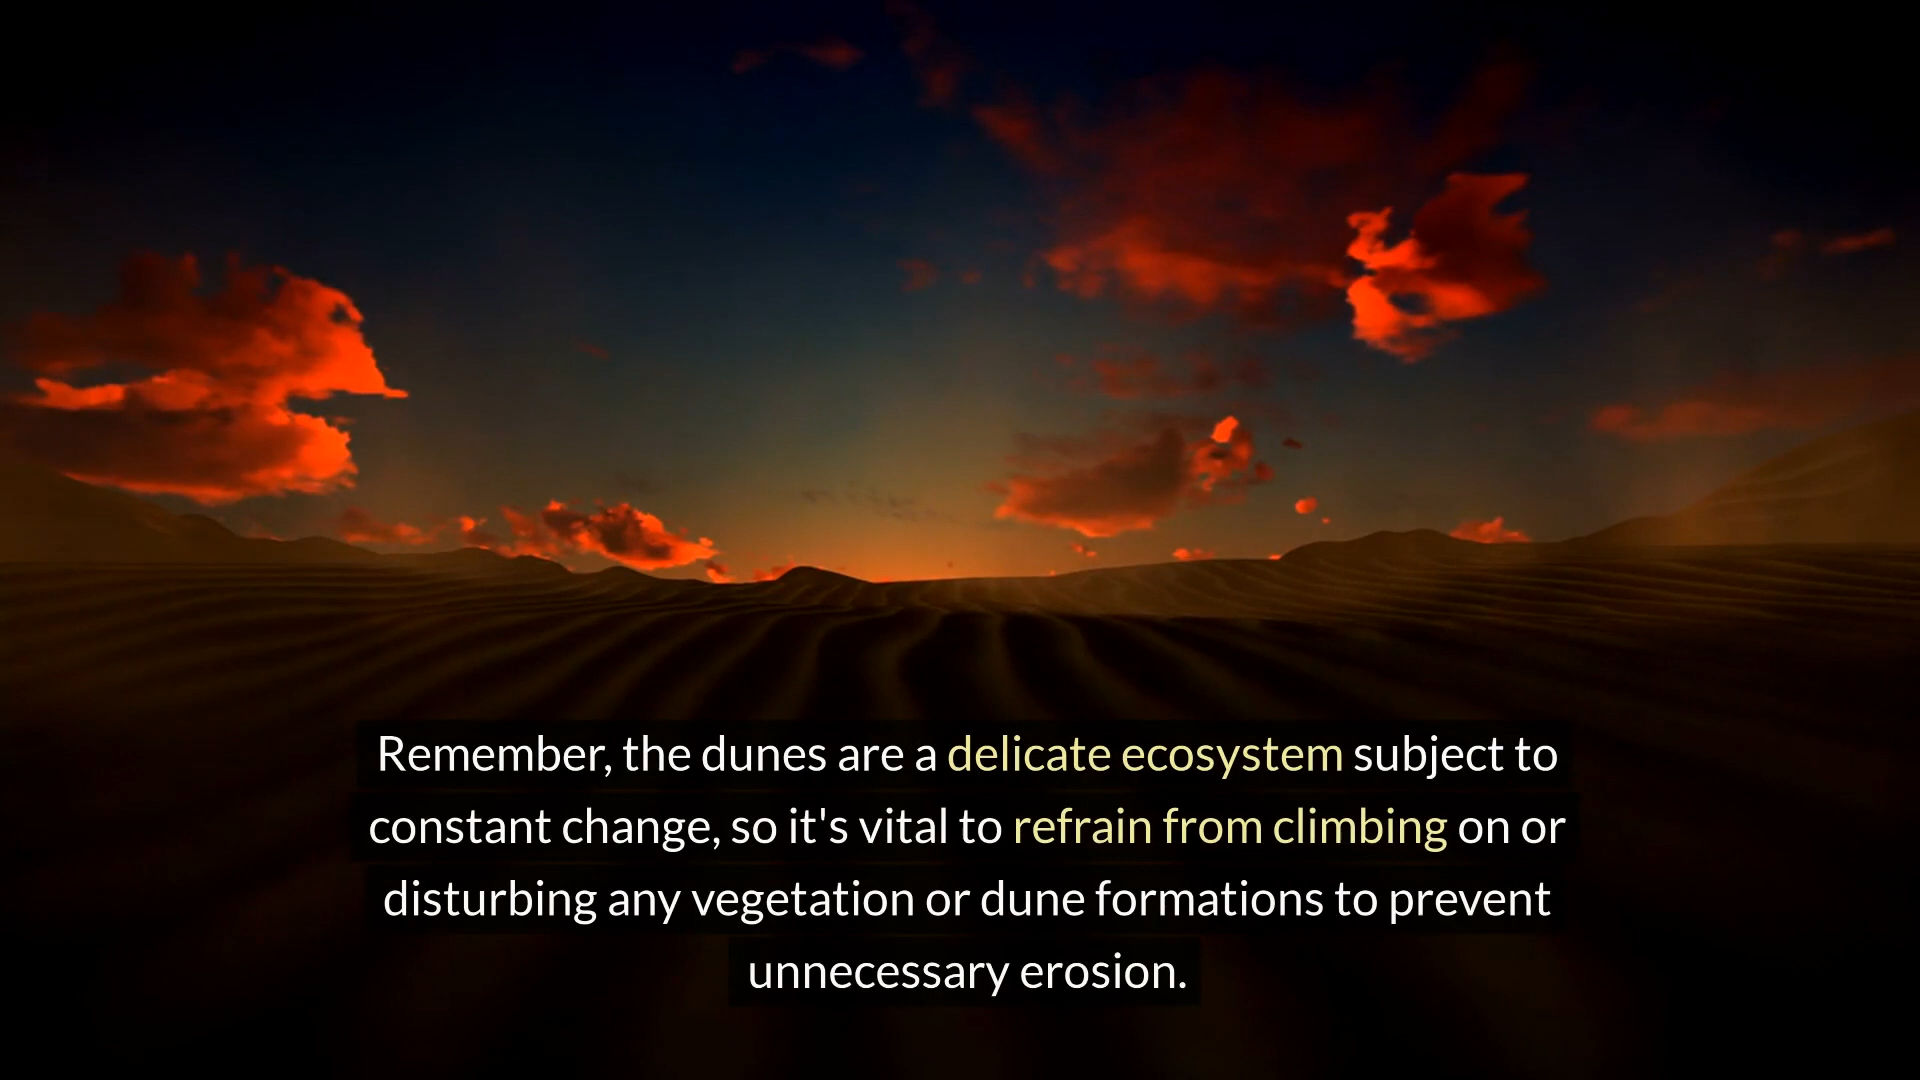 Remember, the dunes are a delicate ecosystem subject to
constant change, so it's vital to refrain from climbing on or
disturbing any vegetation or dune formations to prevent
unnecessary erosion.